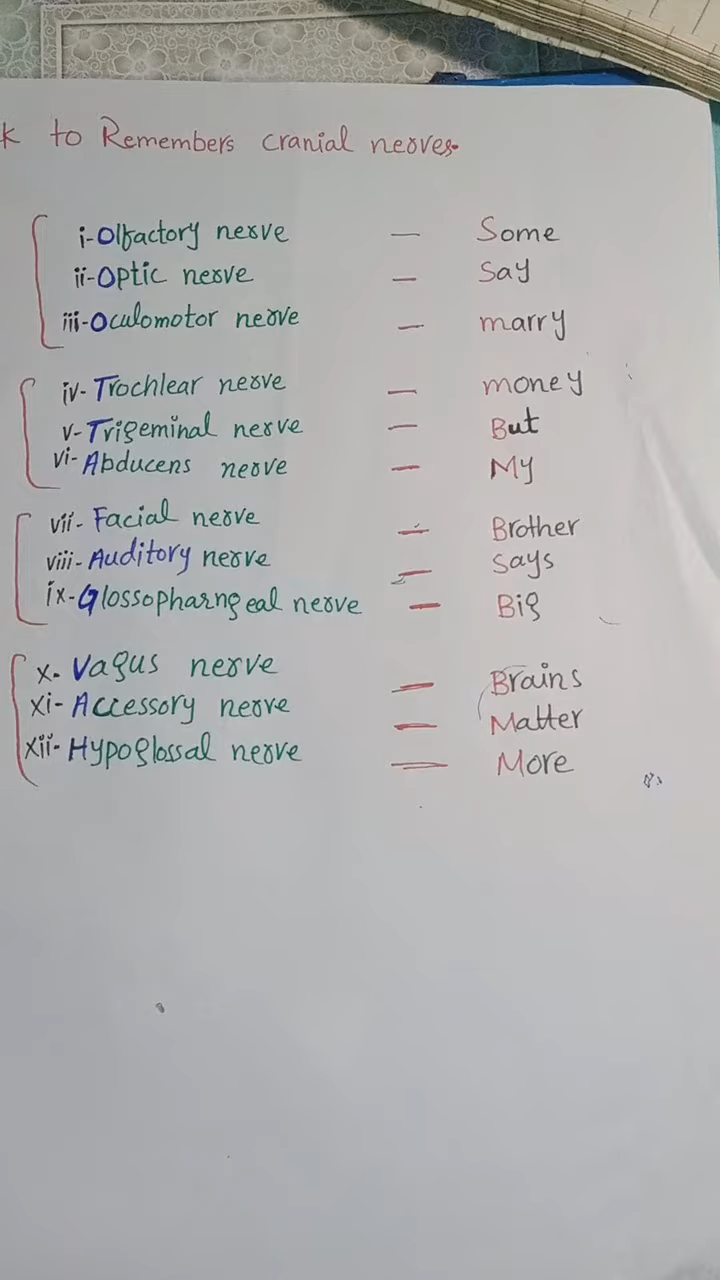 k to Remembers cranial nerves.
i-Olfactory nerve — Some
ii-Optic nerve — Say
iii-Oculomotor nerve — marry
iv-Trochlear nerve — money
v-Trigeminal nerve — But
vi-Abducens nerve — My
vii-Facial nerve — Brother
viii-Auditory nerve — says
ix-Glossopharngeal nerve — Big
x-Vagus nerve — Brains
xi-Accessory nerve — Matter
xii-Hypoglossal nerve — More